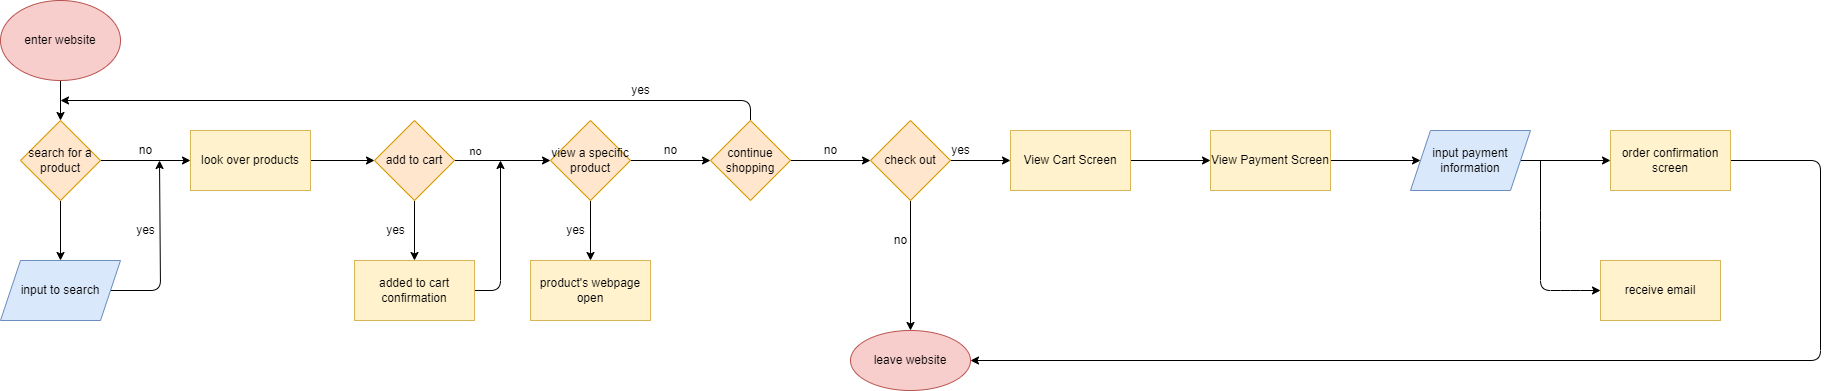 enter website
yes
search for a
product
no
look over products
add to cart
no
view a specific
product
no
continue
shopping
no
check out
yes
View Cart Screen
View Payment Screen
input payment
information
order confirmation
screen
yes
yes
yes
no
input to search
added to cart
confirmation
product's webpage
open
receive email
leave website